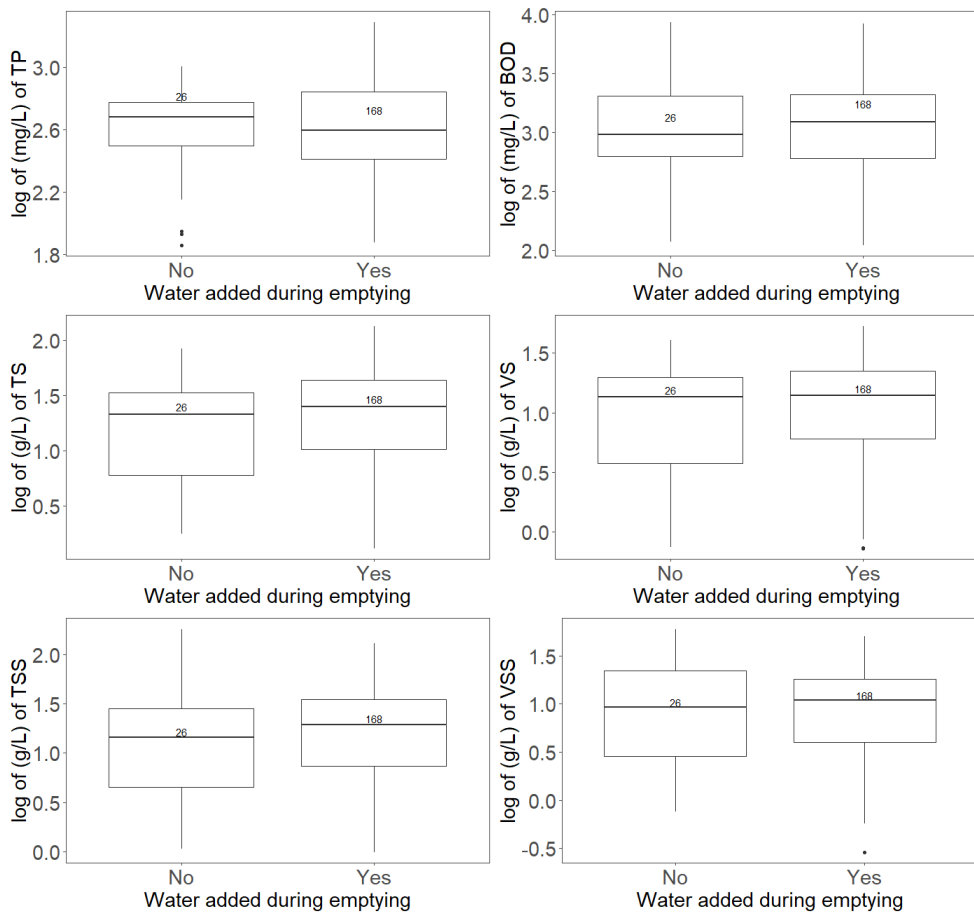 log of (mg/L) of TP
3.0
2.6
2.2
1.8
26
168
No
Yes
Water added during emptying
log of (mg/L) of BOD
4.0
3.5
3.0
2.5
2.0
26
168
No
Yes
Water added during emptying
log of (g/L) of TS
2.0
1.5
1.0
0.5
26
168
No
Yes
Water added during emptying
log of (g/L) of VS
1.5
1.0
0.5
0.0
26
168
No
Yes
Water added during emptying
log of (g/L) of TSS
2.0
1.5
1.0
0.5
0.0
26
168
No
Yes
Water added during emptying
log of (g/L) of VSS
1.5
1.0
0.5
0.0
-0.5
26
168
No
Yes
Water added during emptying